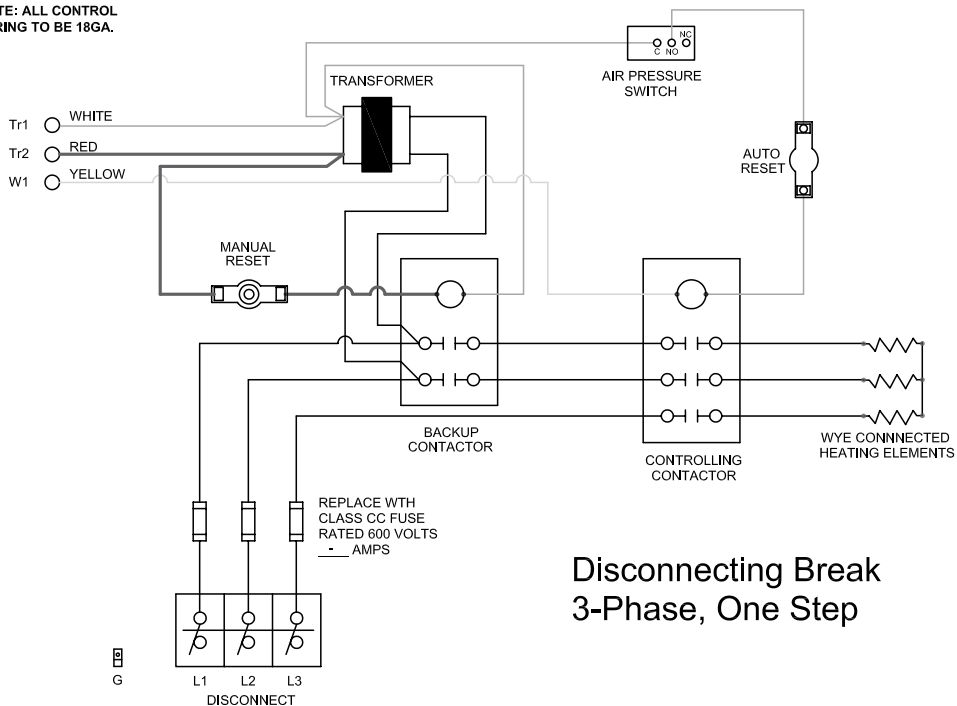 TE: ALL CONTROL
RING TO BE 18GA.
NC
C NO
AIR PRESSURE
SWITCH
TRANSFORMER
Tr1 WHITE
Tr2 RED
W1 YELLOW
AUTO
RESET
MANUAL
RESET
BACKUP
CONTACTOR
CONTROLLING
CONTACTOR
WYE CONNNECTED
HEATING ELEMENTS
REPLACE WTH
CLASS CC FUSE
RATED 600 VOLTS
- AMPS
Disconnecting Break
3-Phase, One Step
G L1 L2 L3
DISCONNECT